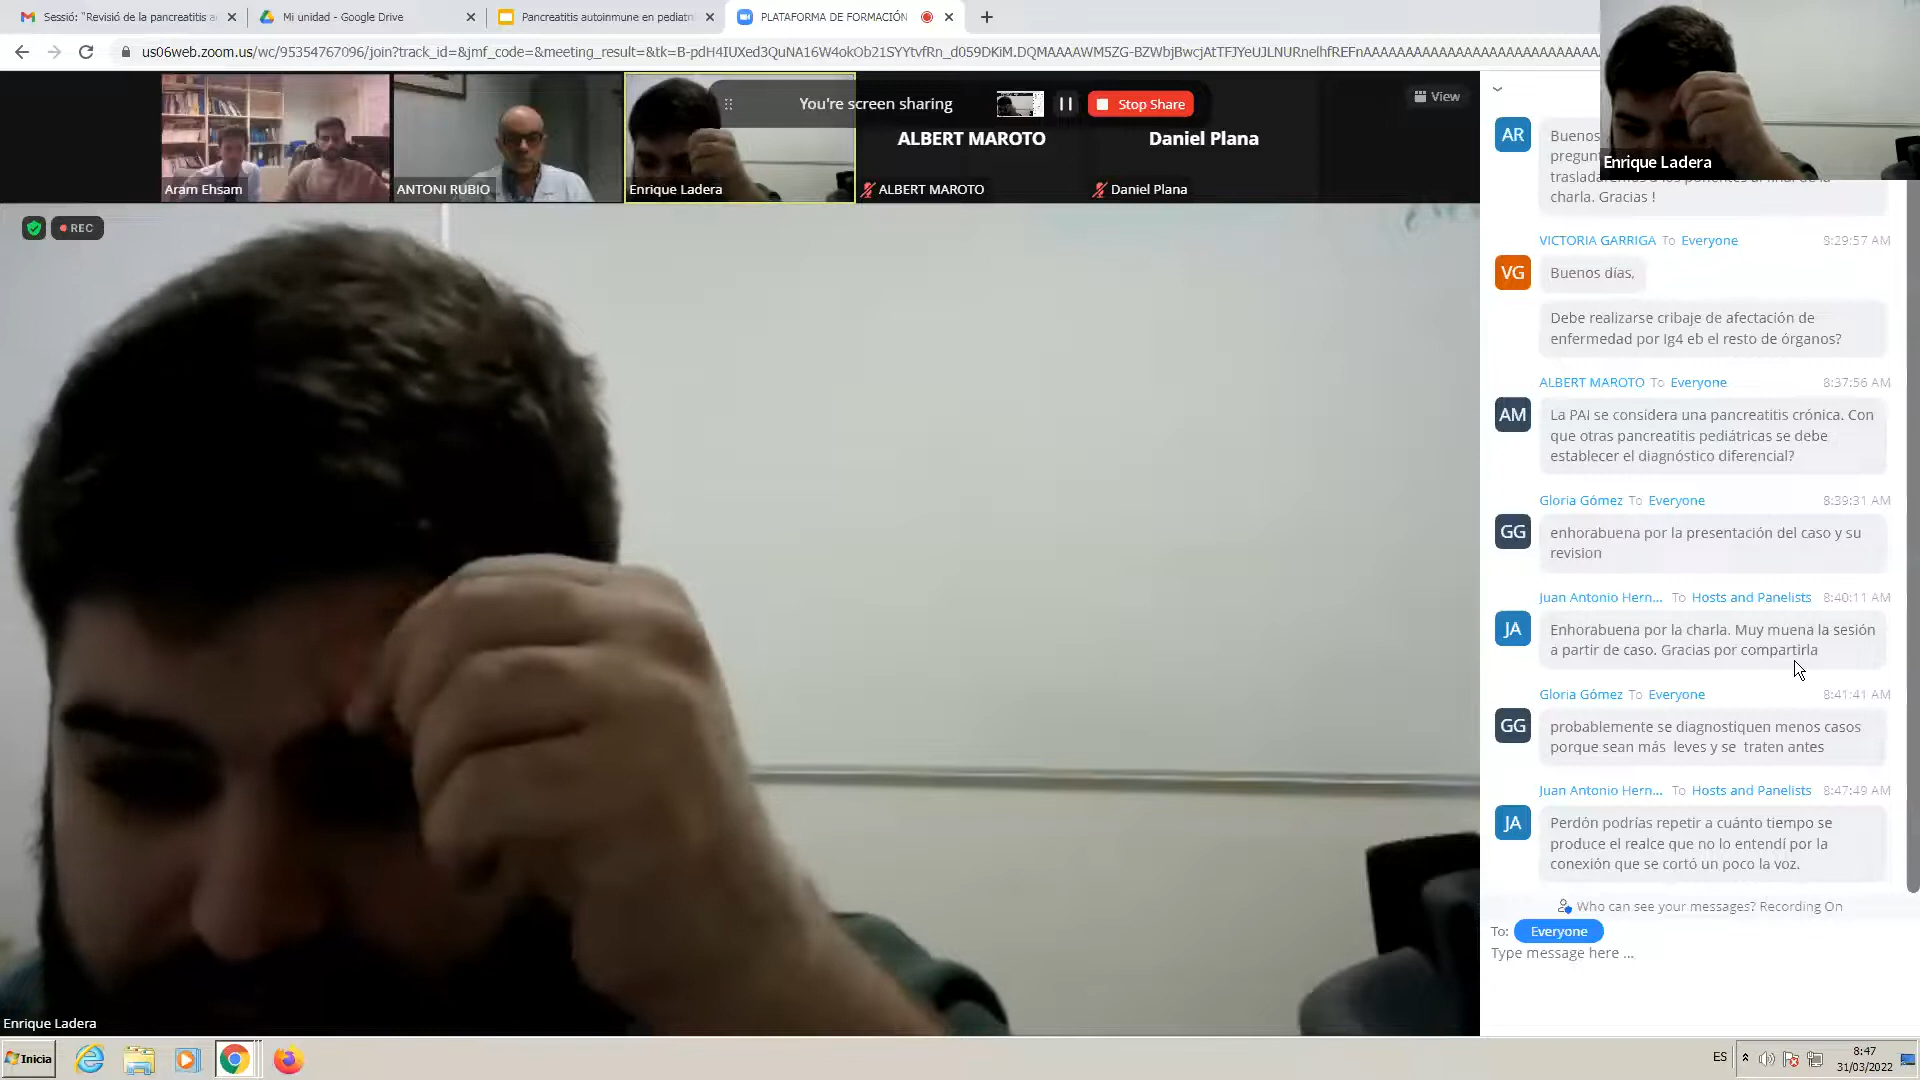 Sessió: "Revisió de la pancreatitis a
Mi unidad - Google Drive
Pancreatitis autoinmune en pediatrí
PLATAFORMA DE FORMACIÓN
us06web.zoom.us/wc/95354767096/join?track_id=&jmf_code=&meeting_result=&tk=
You're screen sharing
Stop Share
View
ALBERT MAROTO
Daniel Plana
Aram Ehsam
ANTONI RUBIO
Enrique Ladera
ALBERT MAROTO
Daniel Plana
REC
Enrique Ladera
AR
Buenos
charla. Gracias !
VICTORIA GARRIGA To Everyone 8:29:57 AM
VG
Buenos días,
Debe realizarse cribaje de afectación de
enfermedad por Ig4 eb el resto de órganos?
ALBERT MAROTO To Everyone 8:37:56 AM
AM
La PAI se considera una pancreatitis crónica. Con
que otras pancreatitis pediátricas se debe
establecer el diagnóstico diferencial?
Gloria Gómez To Everyone 8:39:31 AM
GG
enhorabuena por la presentación del caso y su
revision
Juan Antonio Hern... To Hosts and Panelists 8:40:11 AM
JA
Enhorabuena por la charla. Muy muena la sesión
a partir de caso. Gracias por compartirla
Gloria Gómez To Everyone 8:41:41 AM
GG
probablemente se diagnostiquen menos casos
porque sean más leves y se traten antes
Juan Antonio Hern... To Hosts and Panelists 8:47:49 AM
JA
Perdón podrías repetir a cuánto tiempo se
produce el realce que no lo entendí por la
conexión que se cortó un poco la voz.
Who can see your messages? Recording On
To: Everyone
Type message here ...
Enrique Ladera
Inicia
ES
8:47
31/03/2022